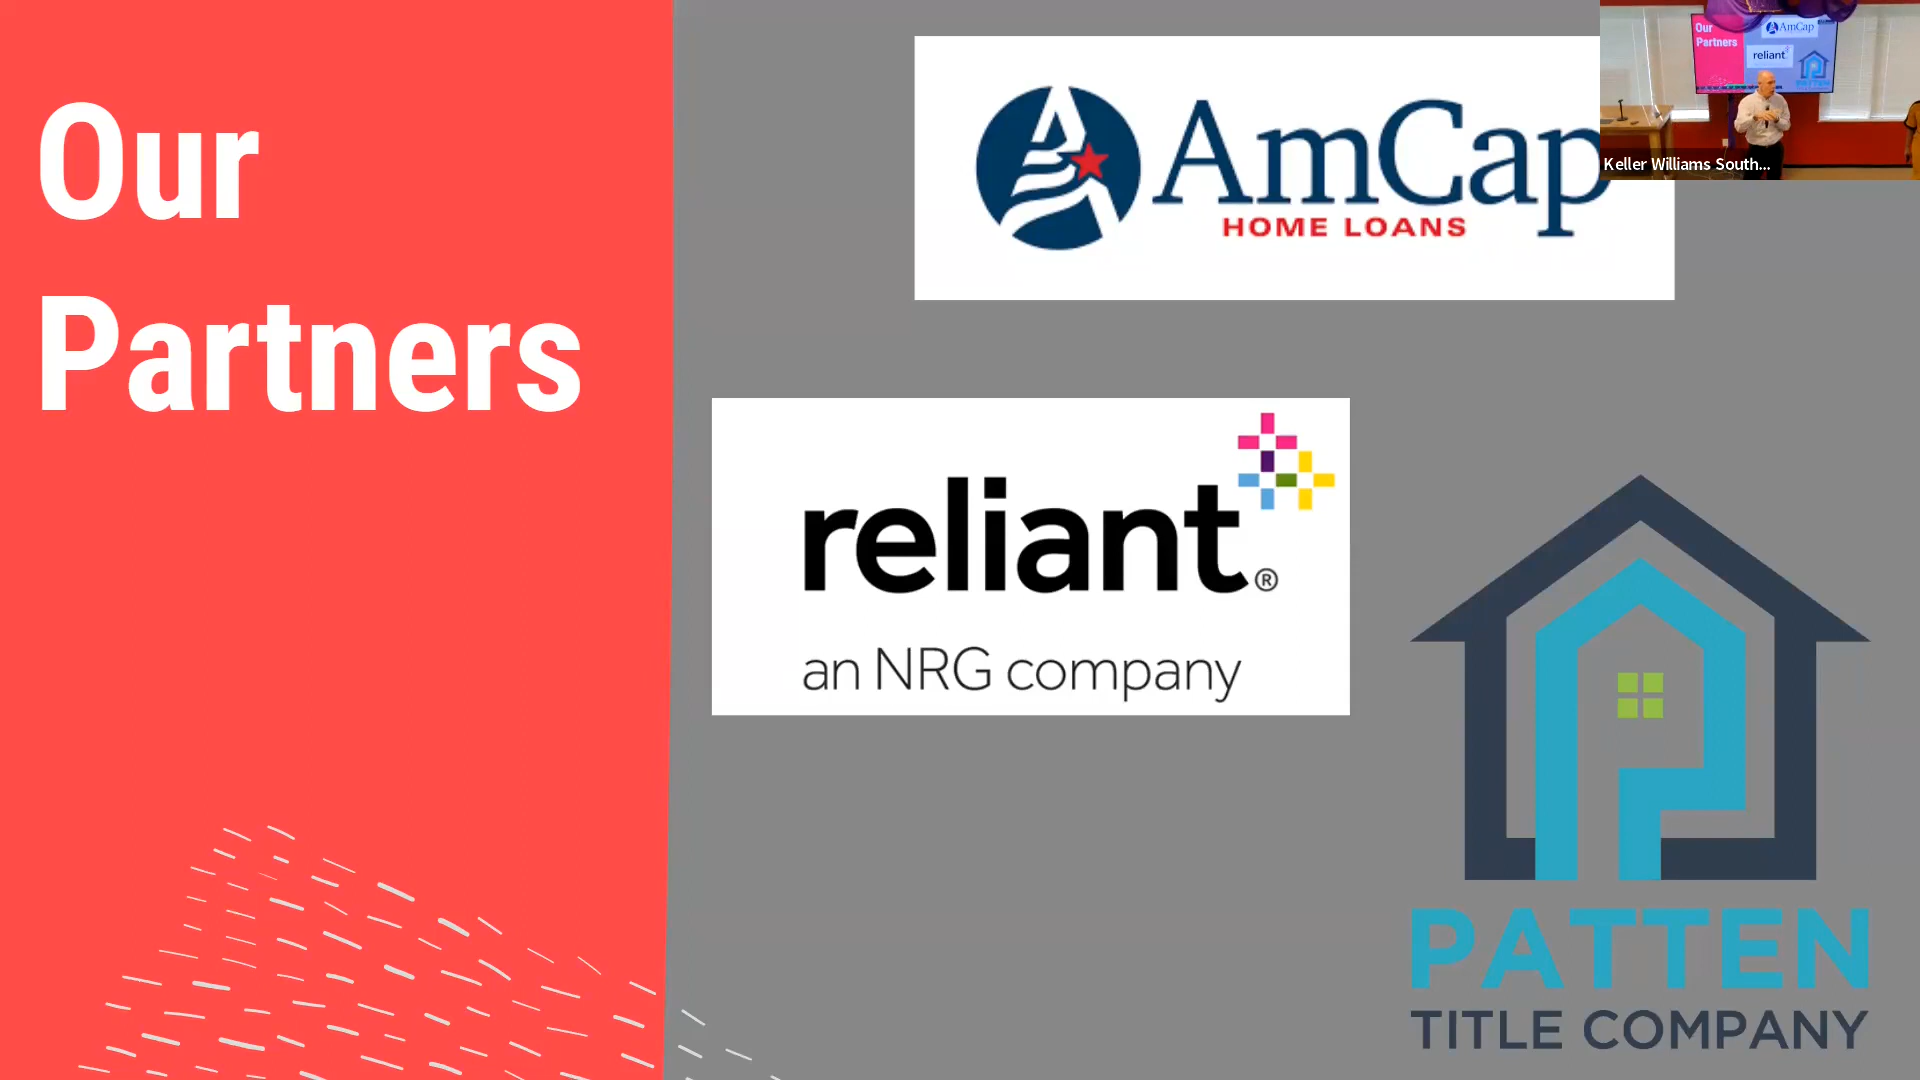 Our
Partners
AmCap
HOME LOANS
reliant®
an NRG company
PATTEN
TITLE COMPANY
Our
Partners
AmCap
reliant
Keller Williams South...